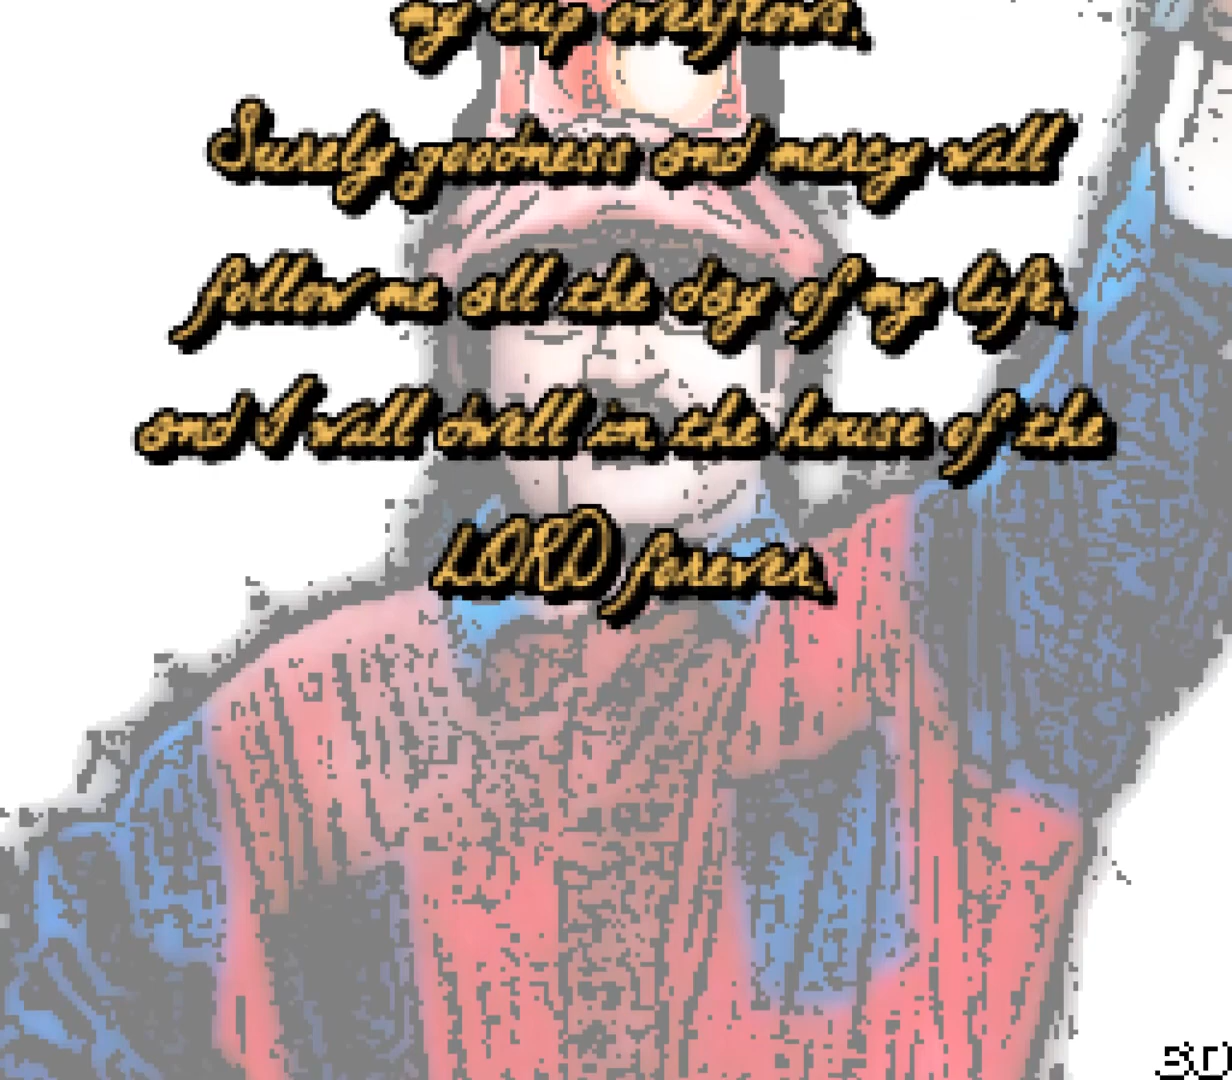 my cup overflows.
Surely goodness and mercy will
follow me all the day of my life,
and I will dwell in the house of the
LORD forever.